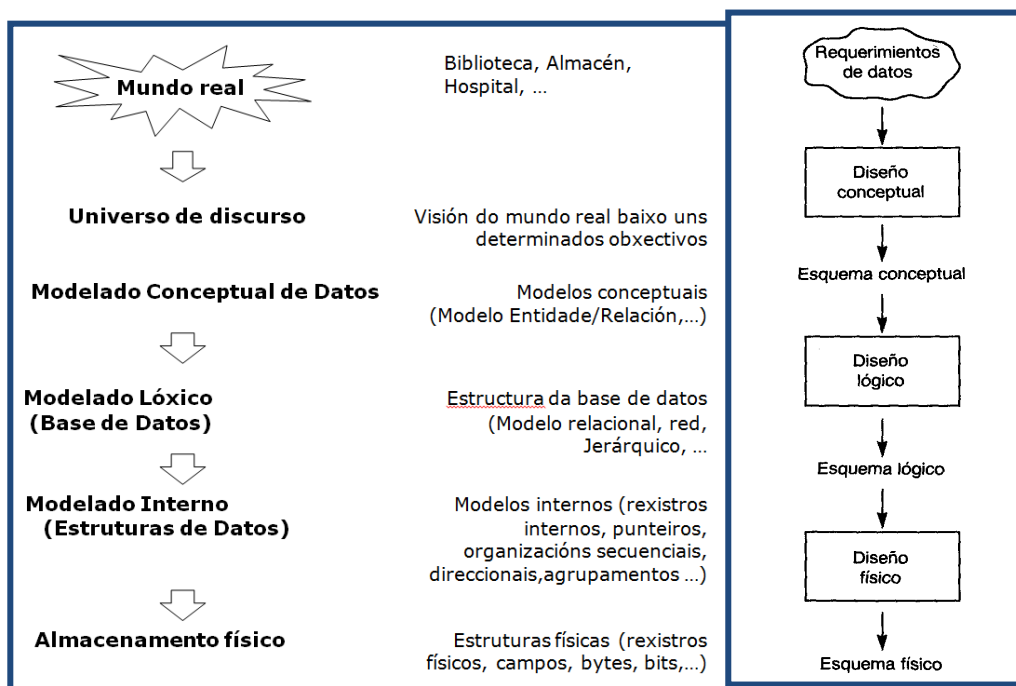 Mundo real
Biblioteca, Almacén,
Hospital, ...
Universo de discurso
Visión do mundo real baixo uns
determinados obxectivos
Modelado Conceptual de Datos
Modelos conceptuais
(Modelo Entidade/Relación,...)
Modelado Lóxico
(Base de Datos)
Estructura da base de datos
(Modelo relacional, red,
Jerárquico, ...
Modelado Interno
(Estruturas de Datos)
Modelos internos (rexistros
internos, punteiros,
organizacións secuenciais,
direccionais,agrupamentos ...)
Almacenamento físico
Estruturas físicas (rexistros
físicos, campos, bytes, bits,...)
Requerimientos
de datos
Diseño
conceptual
Esquema conceptual
Diseño
lógico
Esquema lógico
Diseño
físico
Esquema físico